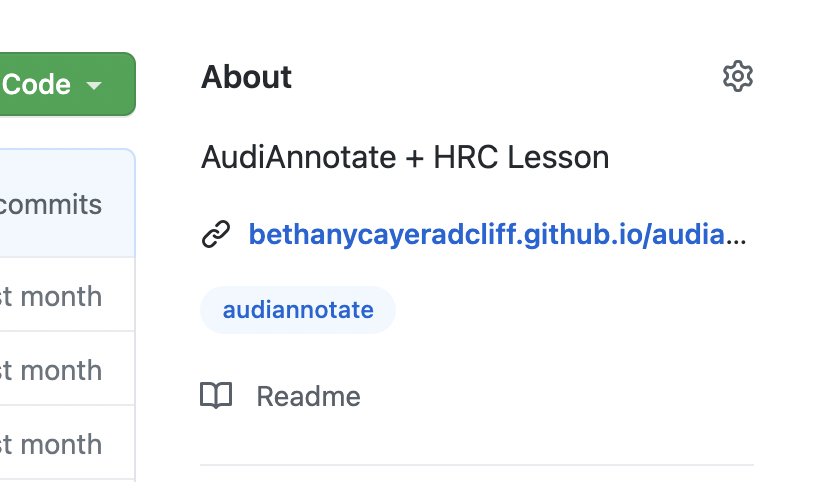 Code
About
AudiAnnotate + HRC Lesson
commits
bethanycayeradcliff.github.io/audia...
st month
audiannotate
st month
Readme
st month